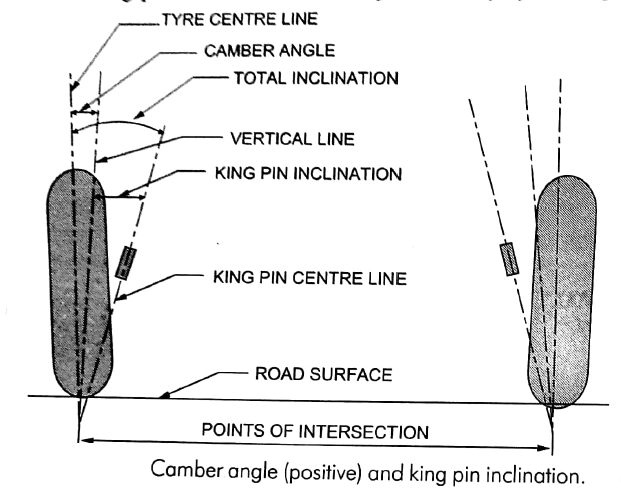 TYRE CENTRE LINE
CAMBER ANGLE
TOTAL INCLINATION
VERTICAL LINE
KING PIN INCLINATION
KING PIN CENTRE LINE
ROAD SURFACE
POINTS OF INTERSECTION
Camber angle (positive) and king pin inclination.